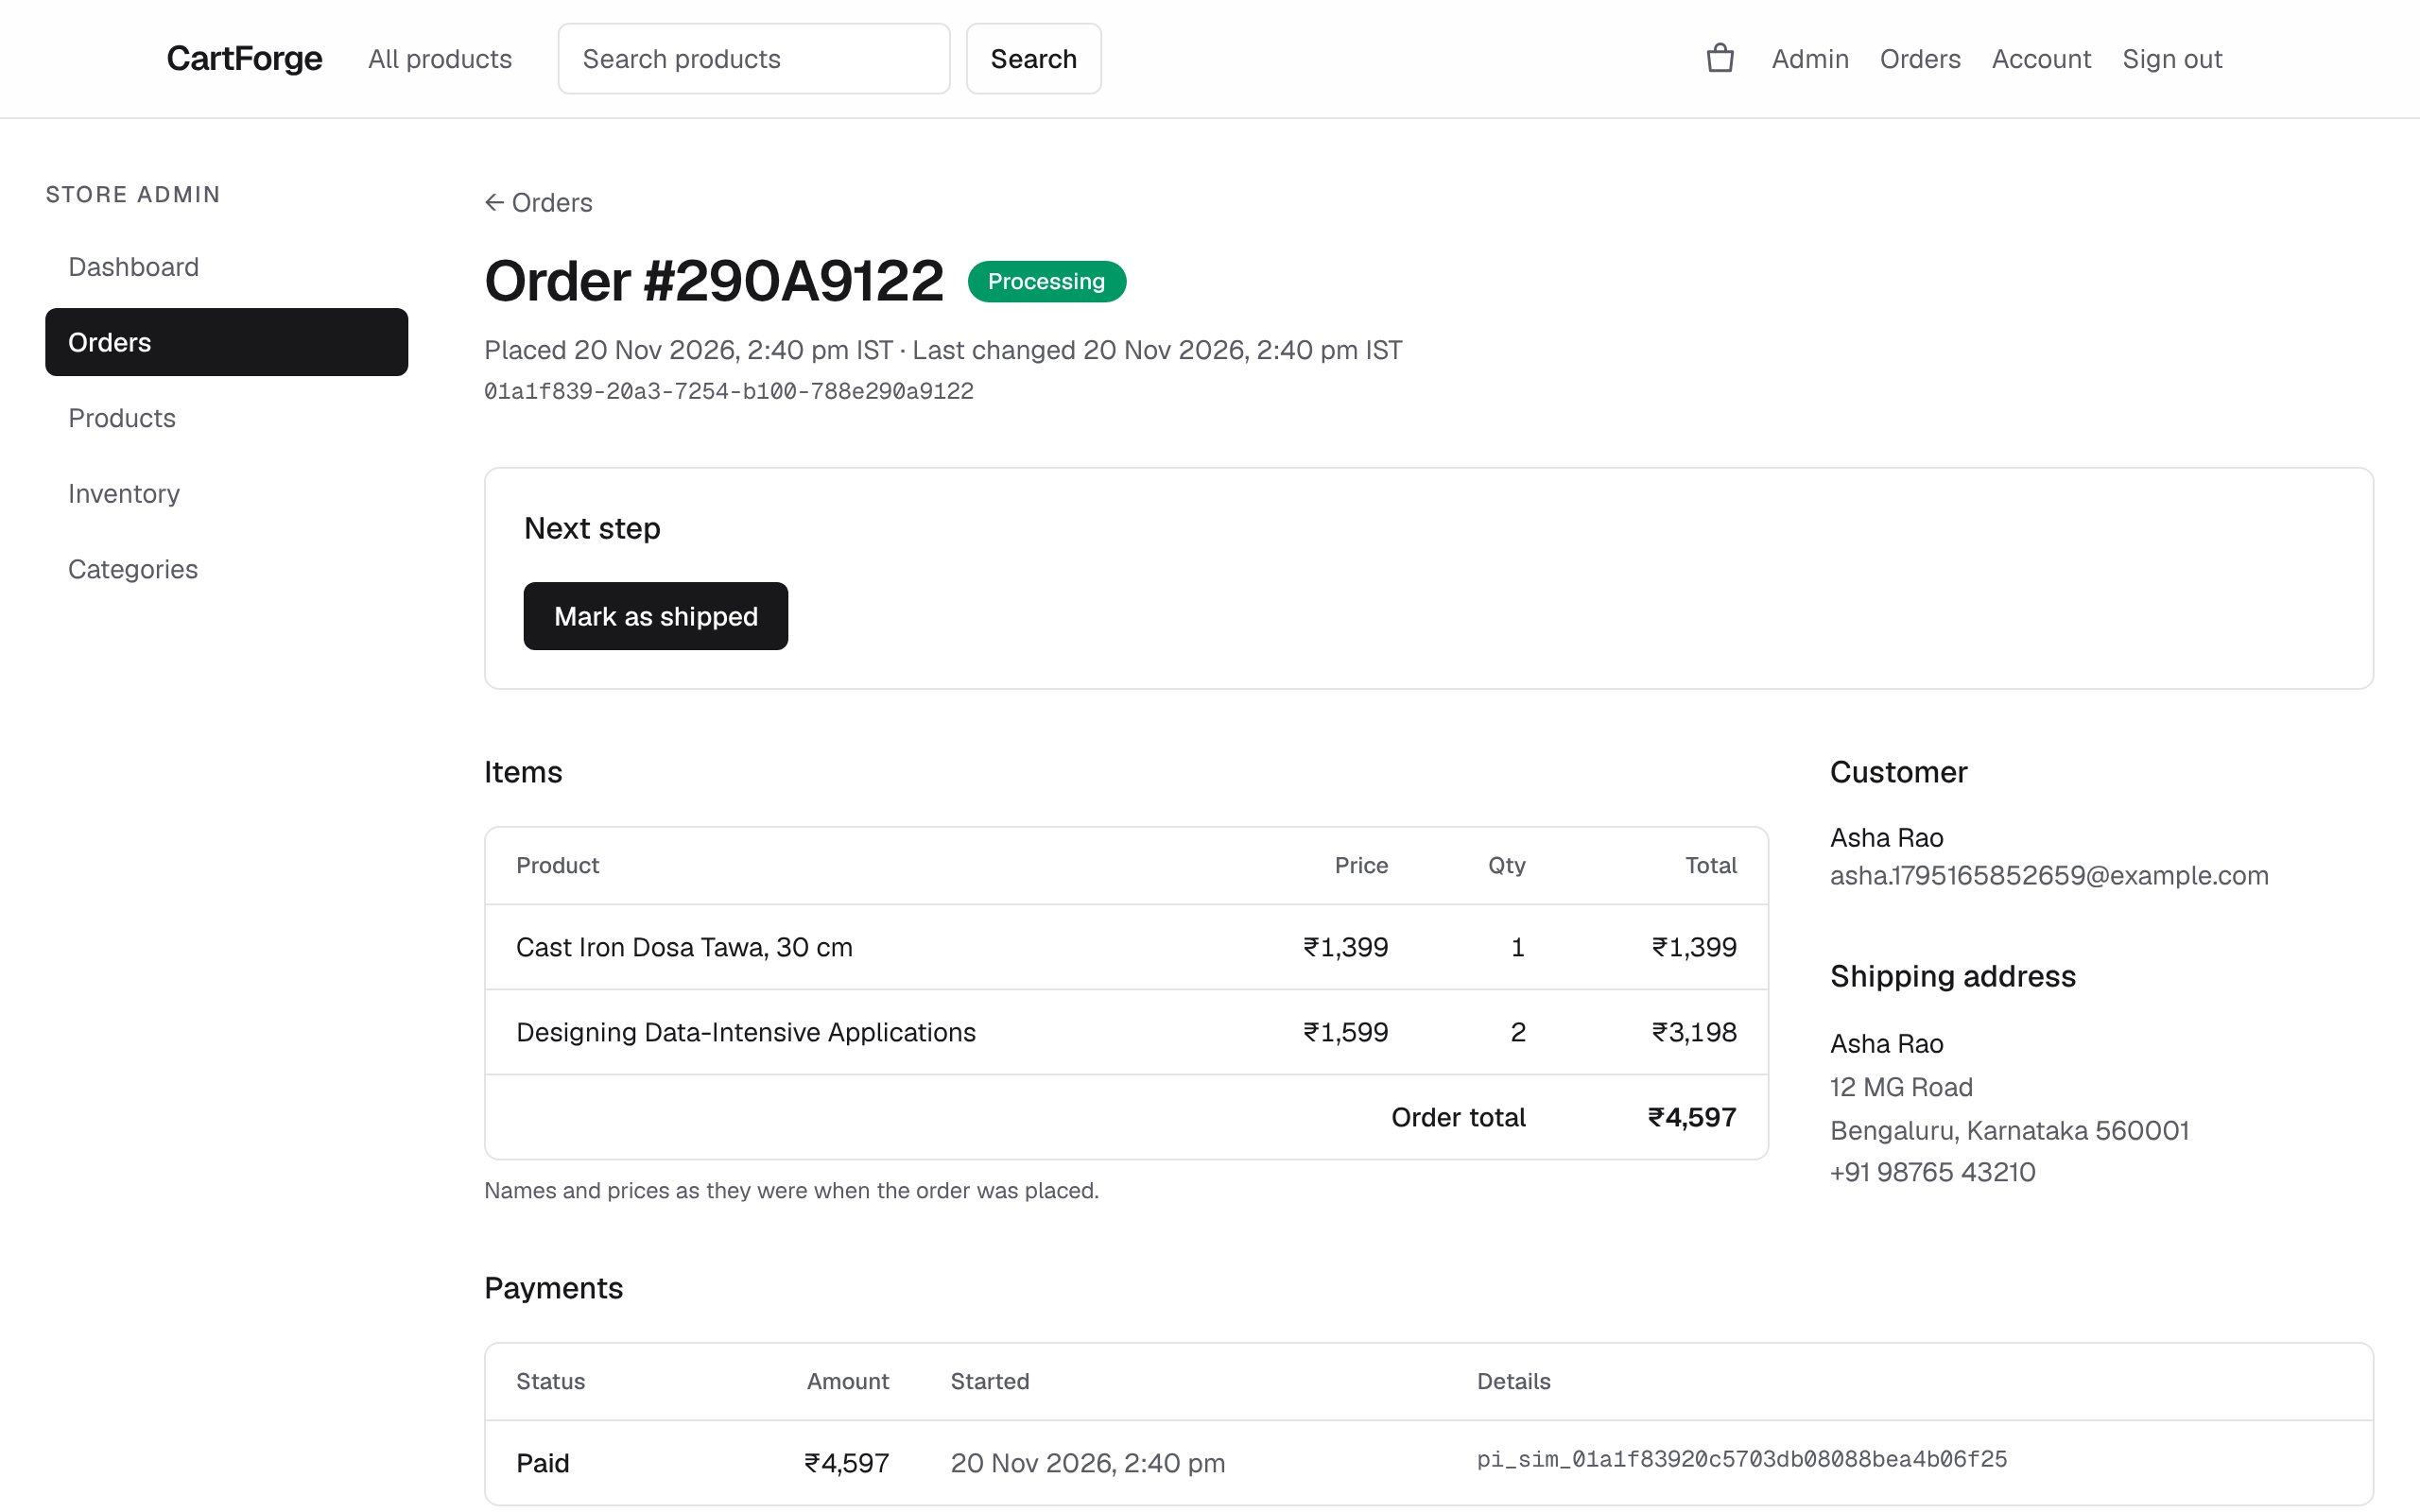 CartForge All products Search products Search Admin Orders Account Sign out
STORE ADMIN
Dashboard
Orders
Products
Inventory
Categories
← Orders
Order #290A9122 Processing
Placed 20 Nov 2026, 2:40 pm IST · Last changed 20 Nov 2026, 2:40 pm IST
01a1f839-20a3-7254-b100-788e290a9122
Next step
Mark as shipped
Items
Product Price Qty Total
Cast Iron Dosa Tawa, 30 cm ₹1,399 1 ₹1,399
Designing Data-Intensive Applications ₹1,599 2 ₹3,198
Order total ₹4,597
Names and prices as they were when the order was placed.
Customer
Asha Rao
asha.1795165852659@example.com
Shipping address
Asha Rao
12 MG Road
Bengaluru, Karnataka 560001
+91 98765 43210
Payments
Status Amount Started Details
Paid ₹4,597 20 Nov 2026, 2:40 pm pi_sim_01a1f83920c5703db08088bea4b06f25